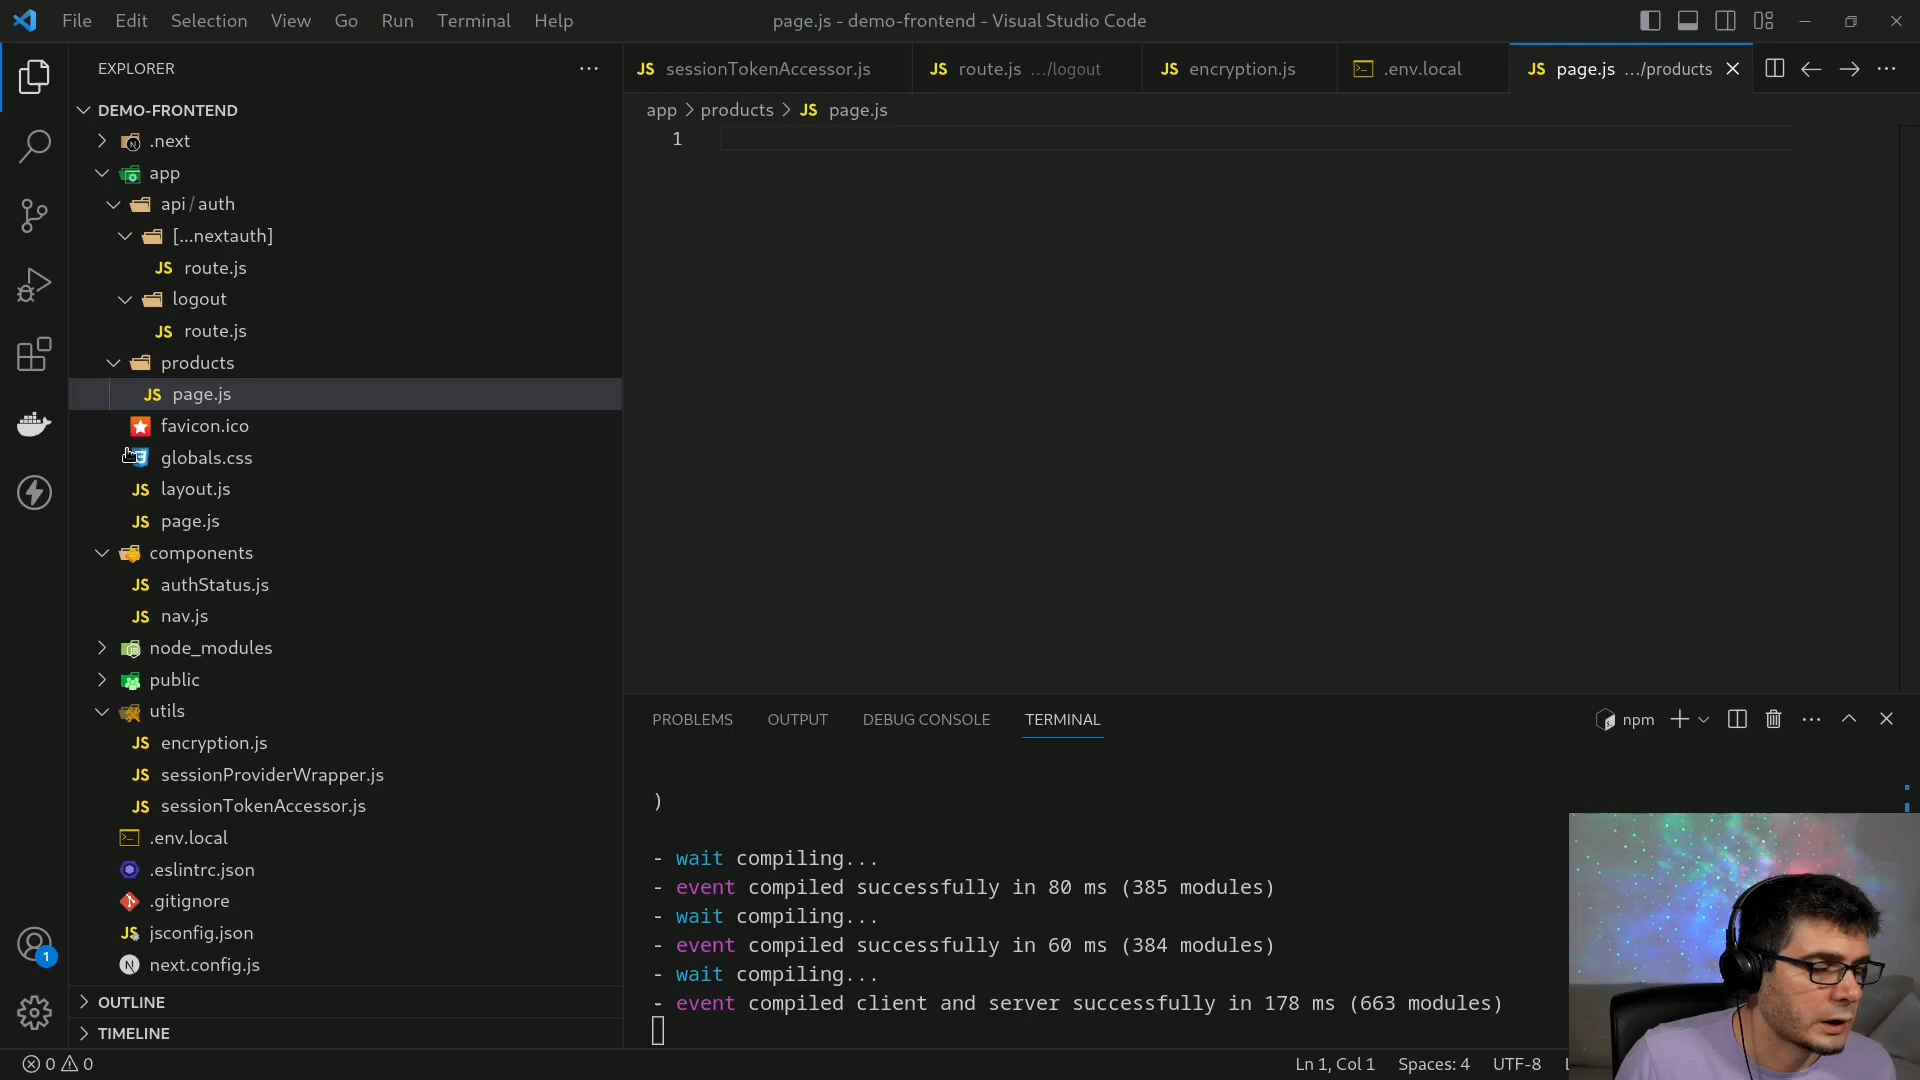 File Edit Selection View Go Run Terminal Help
page.js - demo-frontend - Visual Studio Code
EXPLORER
DEMO-FRONTEND
.next
app
api / auth
[...nextauth]
route.js
logout
route.js
products
page.js
favicon.ico
globals.css
layout.js
page.js
components
authStatus.js
nav.js
node_modules
public
utils
encryption.js
sessionProviderWrapper.js
sessionTokenAccessor.js
.env.local
.eslintrc.json
.gitignore
jsconfig.json
next.config.js
OUTLINE
TIMELINE
JS sessionTokenAccessor.js JS route.js .../logout JS encryption.js .env.local JS page.js .../products
app > products > JS page.js
1
PROBLEMS OUTPUT DEBUG CONSOLE TERMINAL
npm
)
- wait compiling...
- event compiled successfully in 80 ms (385 modules)
- wait compiling...
- event compiled successfully in 60 ms (384 modules)
- wait compiling...
- event compiled client and server successfully in 178 ms (663 modules)
1
0 0
Ln 1, Col 1 Spaces: 4 UTF-8